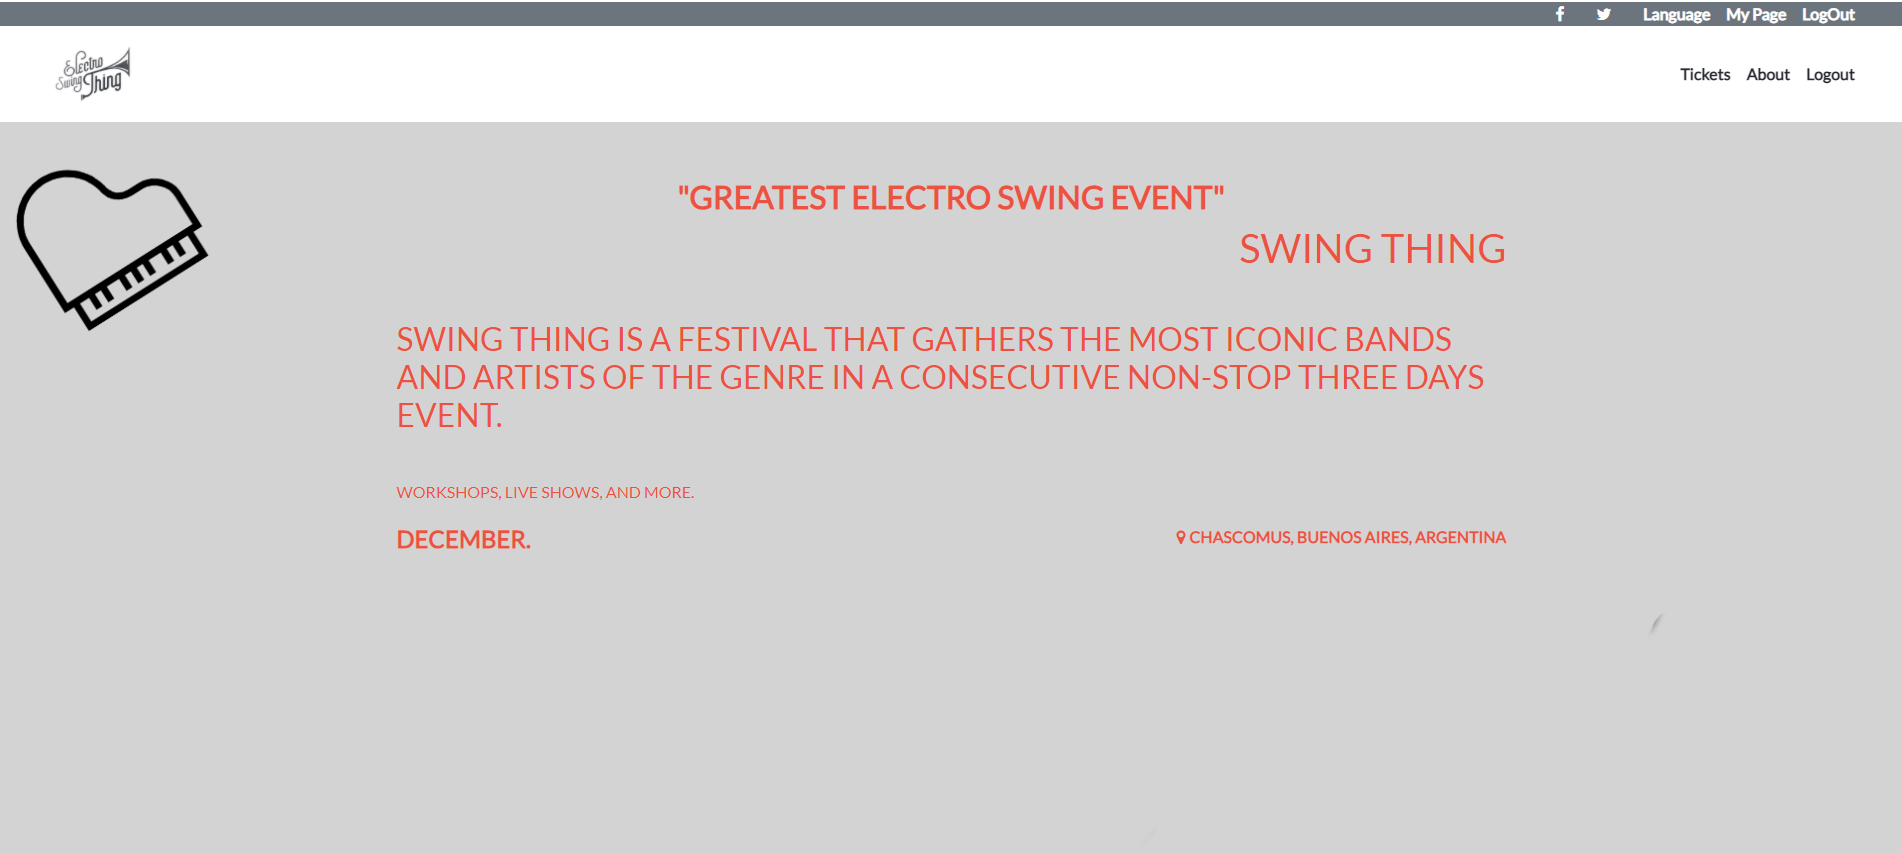 Language My Page LogOut
Electro
Swing Thing
Tickets About Logout
"GREATEST ELECTRO SWING EVENT"
SWING THING
SWING THING IS A FESTIVAL THAT GATHERS THE MOST ICONIC BANDS
AND ARTISTS OF THE GENRE IN A CONSECUTIVE NON-STOP THREE DAYS
EVENT.
WORKSHOPS, LIVE SHOWS, AND MORE.
DECEMBER.
CHASCOMUS, BUENOS AIRES, ARGENTINA